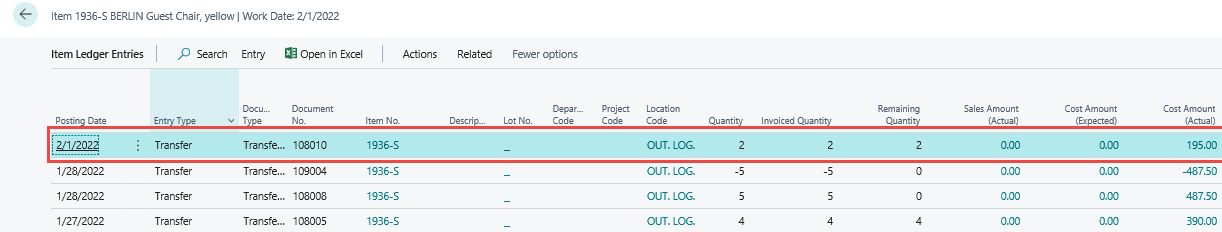 Item 1936-S BERLIN Guest Chair, yellow | Work Date: 2/1/2022
Item Ledger Entries Search Entry Open in Excel Actions Related Fewer options
Docu... Document Depar... Project Location Remaining Sales Amount Cost Amount Cost Amount
Posting Date Entry Type Type No. Item No. Descrip... Lot No. Code Code Code Quantity Invoiced Quantity Quantity (Actual) (Expected) (Actual)
2/1/2022 Transfer Transfe... 108010 1936-S _ OUT. LOG. 2 2 2 0.00 0.00 195.00
1/28/2022 Transfer Transfe... 109004 1936-S _ OUT. LOG. -5 -5 0 0.00 0.00 -487.50
1/28/2022 Transfer Transfe... 108008 1936-S _ OUT. LOG. 5 5 0 0.00 0.00 487.50
1/27/2022 Transfer Transfe... 108005 1936-S _ OUT. LOG. 4 4 4 0.00 0.00 390.00